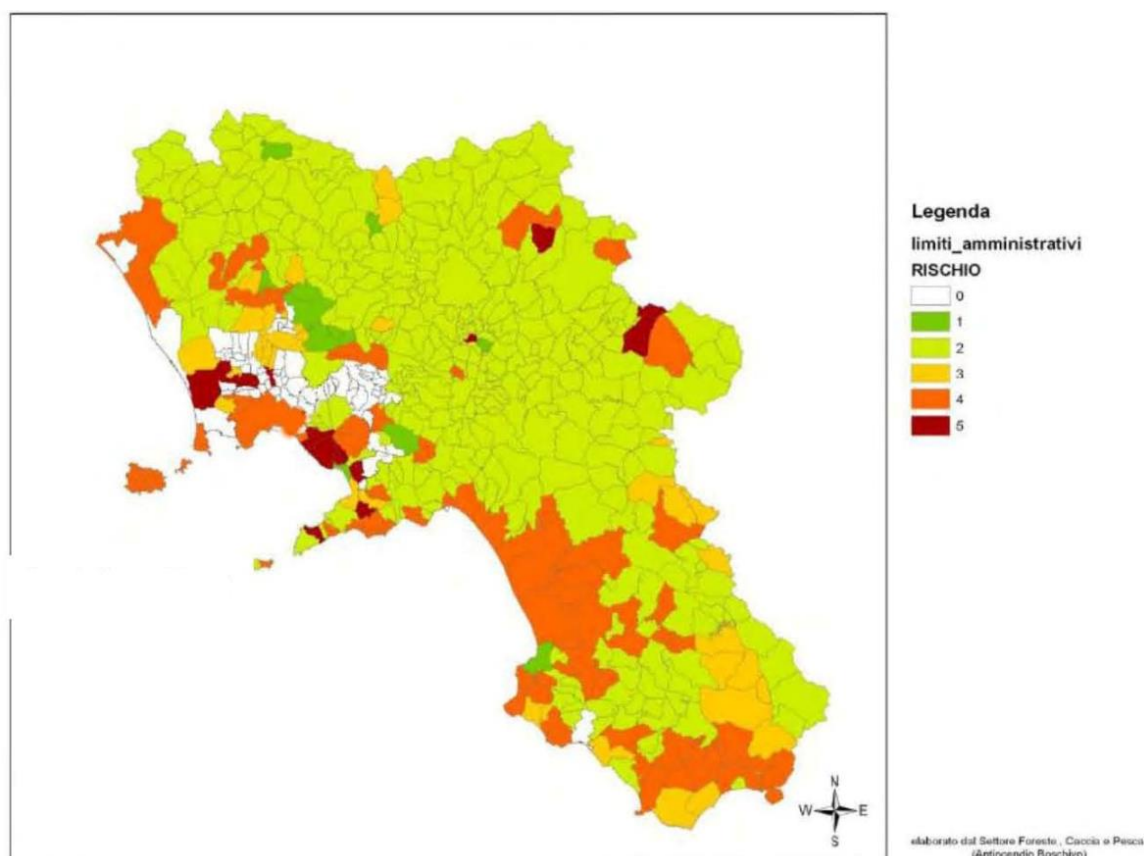 Legenda
limiti_amministrativi
RISCHIO
0
1
2
3
4
5
N
W E
S
elaborato dal Settore Foreste , Caccia e Pesca
(Antincendio Boschivo)